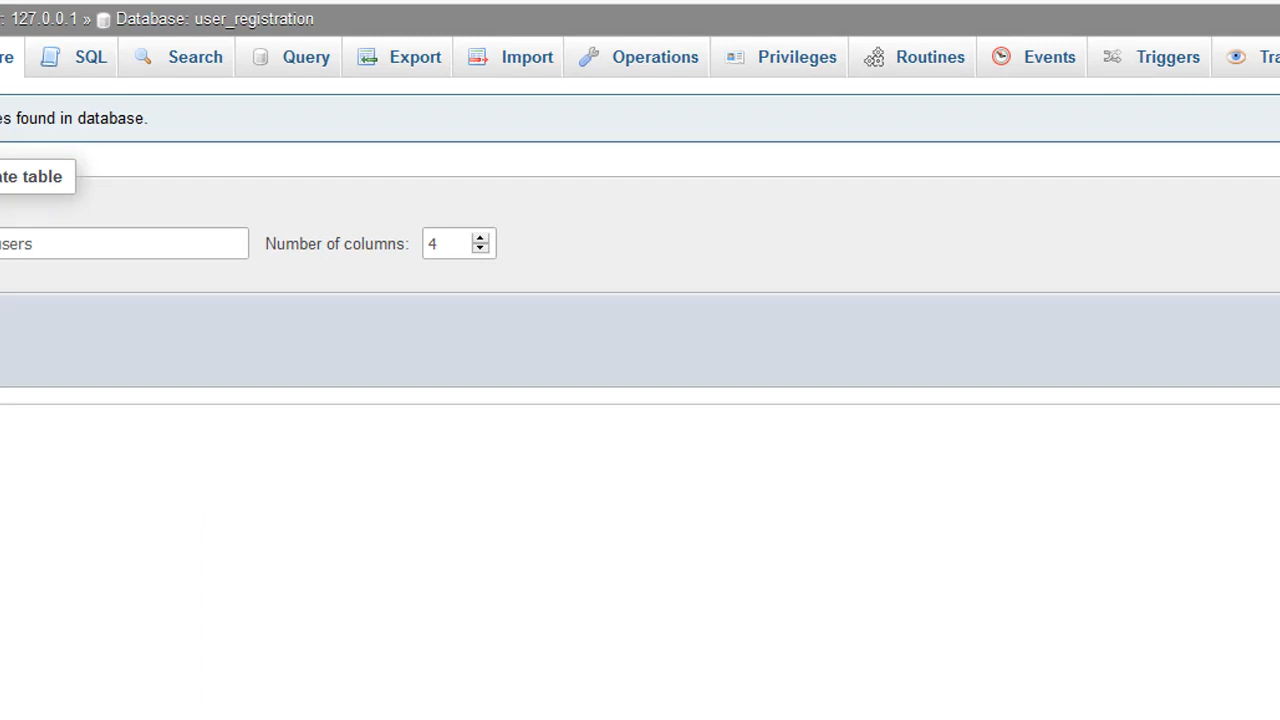 : 127.0.0.1 » Database: user_registration
re SQL Search Query Export Import Operations Privileges Routines Events Triggers Tra
es found in database.
ate table
users Number of columns: 4